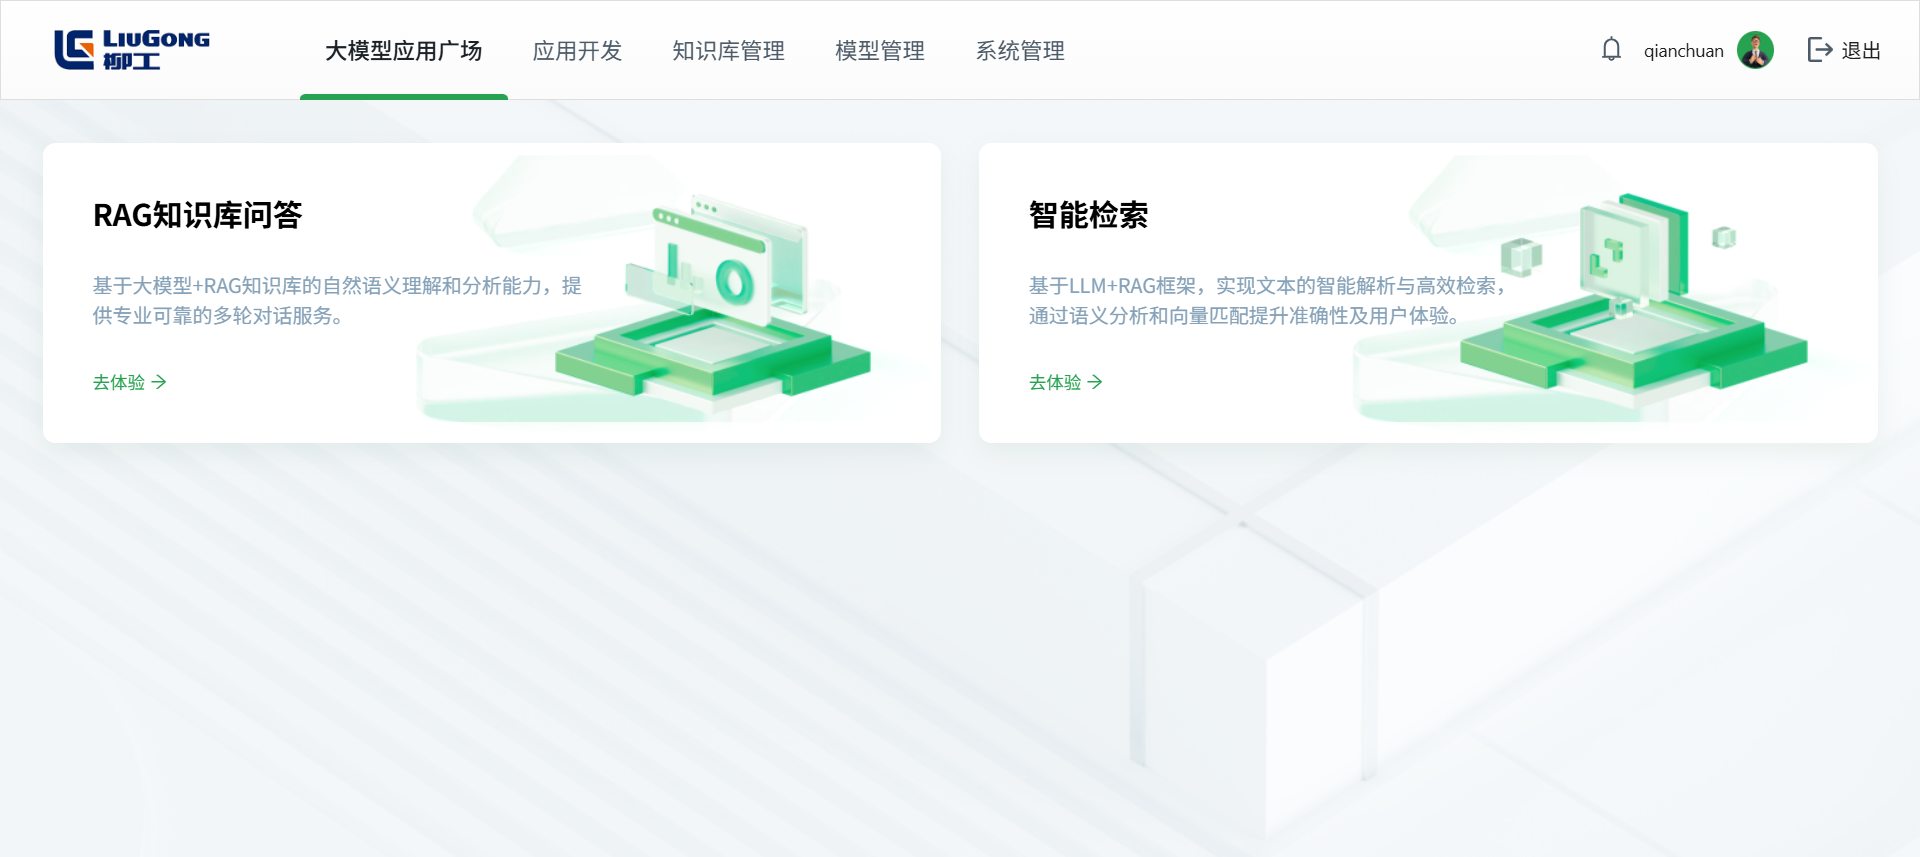 LIUGONG
柳工
大模型应用广场 应用开发 知识库管理 模型管理 系统管理
qianchuan
退出
RAG知识库问答
基于大模型+RAG知识库的自然语义理解和分析能力，提
供专业可靠的多轮对话服务。
去体验
智能检索
基于LLM+RAG框架，实现文本的智能解析与高效检索，
通过语义分析和向量匹配提升准确性及用户体验。
去体验